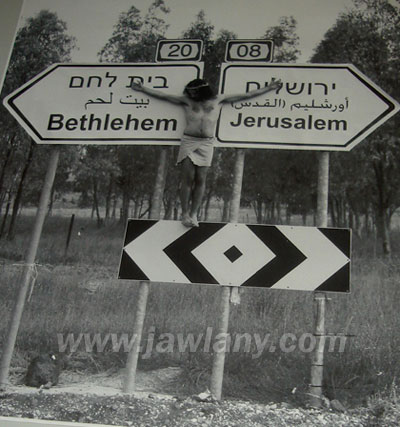 20 08
בית לחם
بيت لحم
Bethlehem
ירושלים
أورشليم (القدس)
Jerusalem
www.jawlany.com